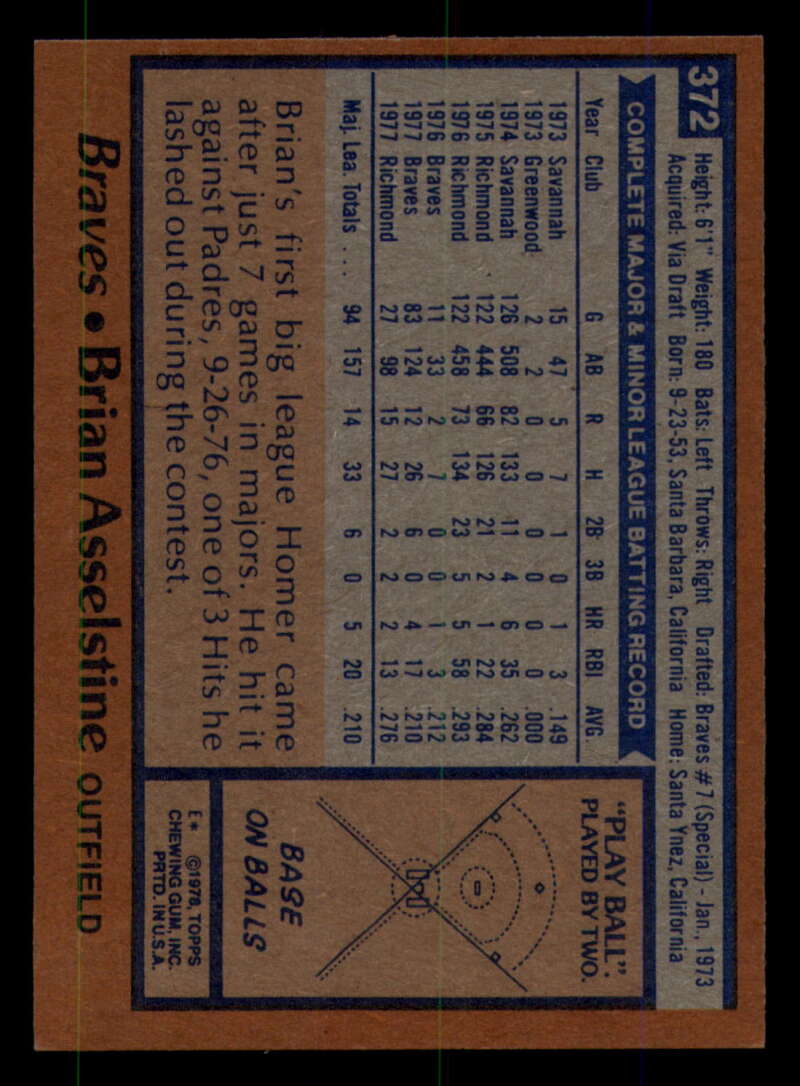 372
Height: 6'1" Weight: 180 Bats: Left Throws: Right Drafted: Braves #7 (Special) - Jan., 1973
Acquired: Via Draft Born: 9-23-53, Santa Barbara, California Home: Santa Ynez, California
COMPLETE MAJOR & MINOR LEAGUE BATTING RECORD
Year Club G AB R H 2B 3B HR RBI AVG.
1973 Savannah 15 47 5 7 1 0 1 3 .149
1973 Greenwood 2 2 0 0 0 0 0 0 .000
1974 Savannah 126 508 82 133 11 4 6 35 .262
1975 Richmond 122 444 66 126 21 2 1 22 .284
1976 Richmond 122 458 73 134 23 5 5 58 .293
1976 Braves 11 33 2 7 0 0 1 3 .212
1977 Braves 83 124 12 26 6 0 4 17 .210
1977 Richmond 27 98 15 27 2 2 2 13 .276
Maj. Lea. Totals . . . 94 157 14 33 6 0 5 20 .210
Brian's first big league Homer came
after just 7 games in majors. He hit it
against Padres, 9-26-76, one of 3 Hits he
lashed out during the contest.
"PLAY BALL".
PLAYED BY TWO.
BASE
ON BALLS
E* ©1978, TOPPS
CHEWING GUM, INC.
PRTD. IN U.S.A.
Braves • Brian Asselstine OUTFIELD